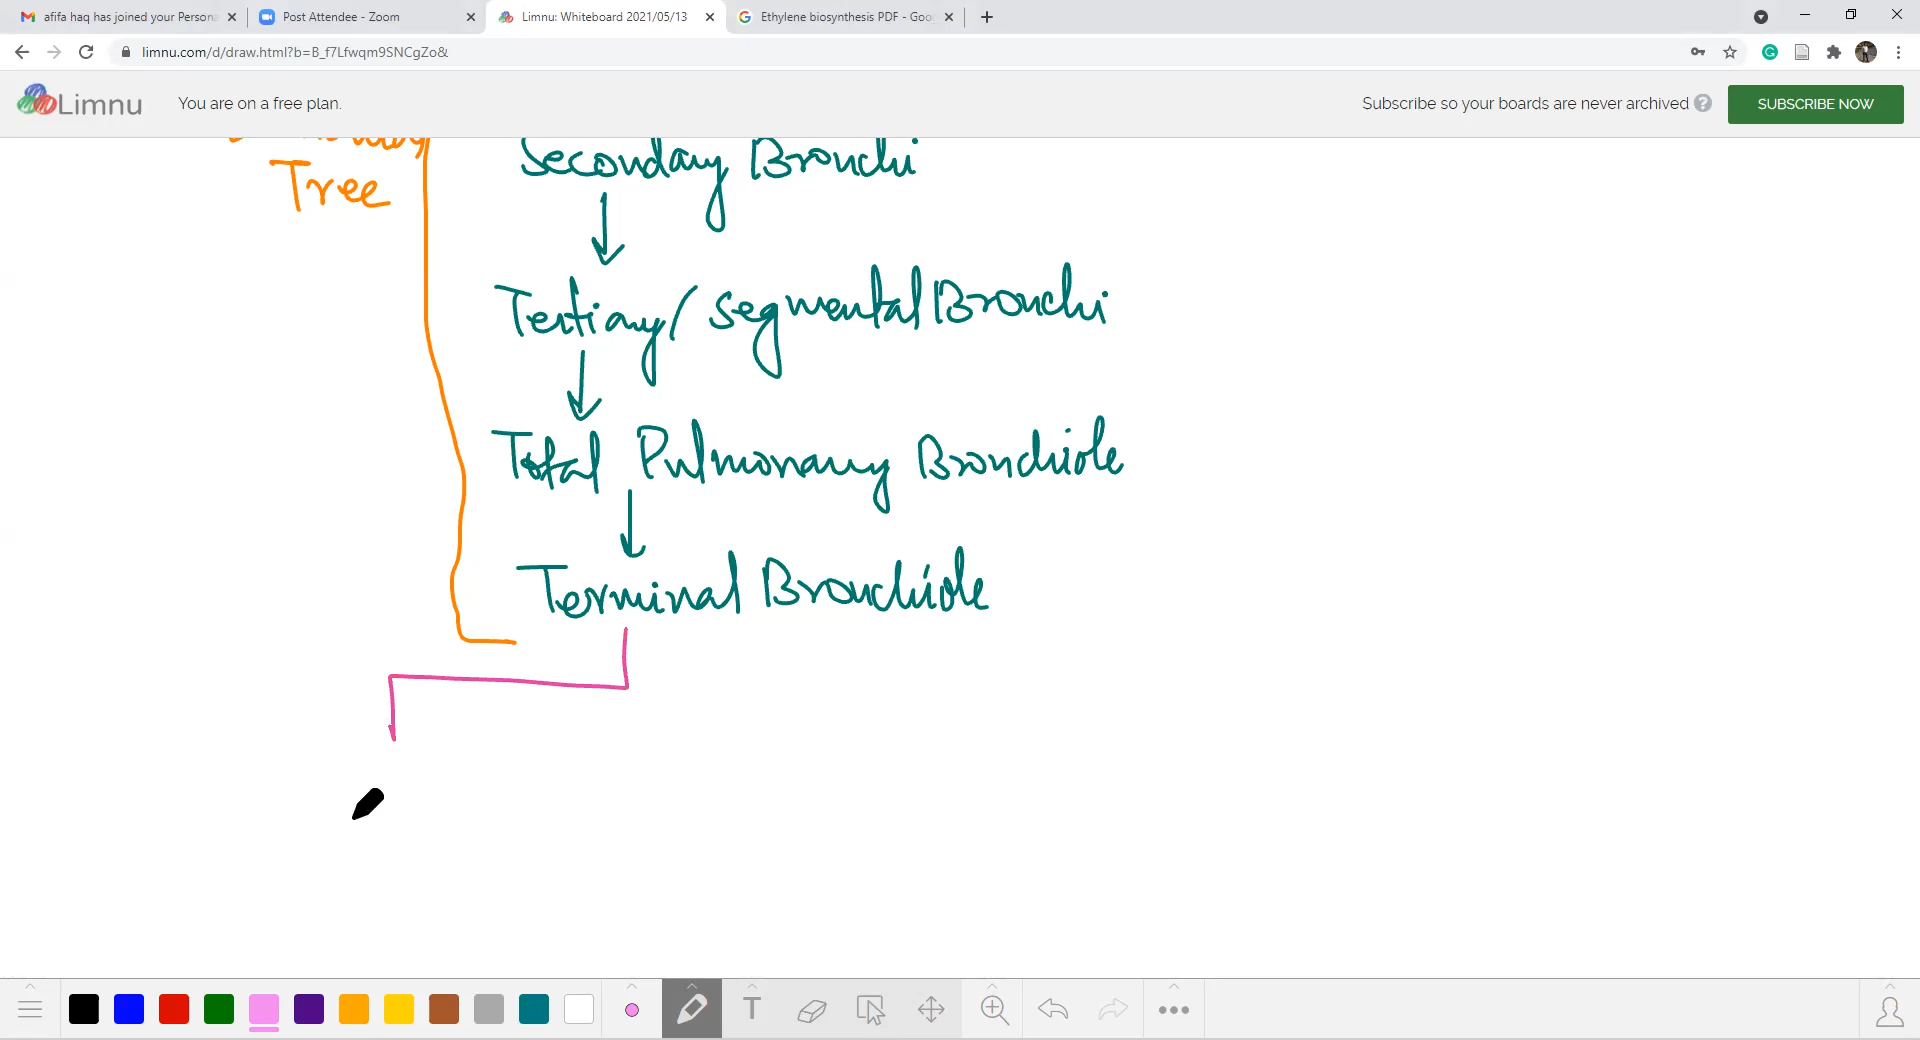 afifa haq has joined your Persona
Post Attendee - Zoom
Limnu: Whiteboard 2021/05/13
Ethylene biosynthesis PDF - Goo
limnu.com/d/draw.html?b=B_f7Lfwqm9SNCgZo&
Limnu
You are on a free plan.
Subscribe so your boards are never archived ?
SUBSCRIBE NOW
Secondary Bronchi
Tree
Tertiary/segmental Bronchi
Total Pulmonary Bronchiole
Terminal Bronchiole
T